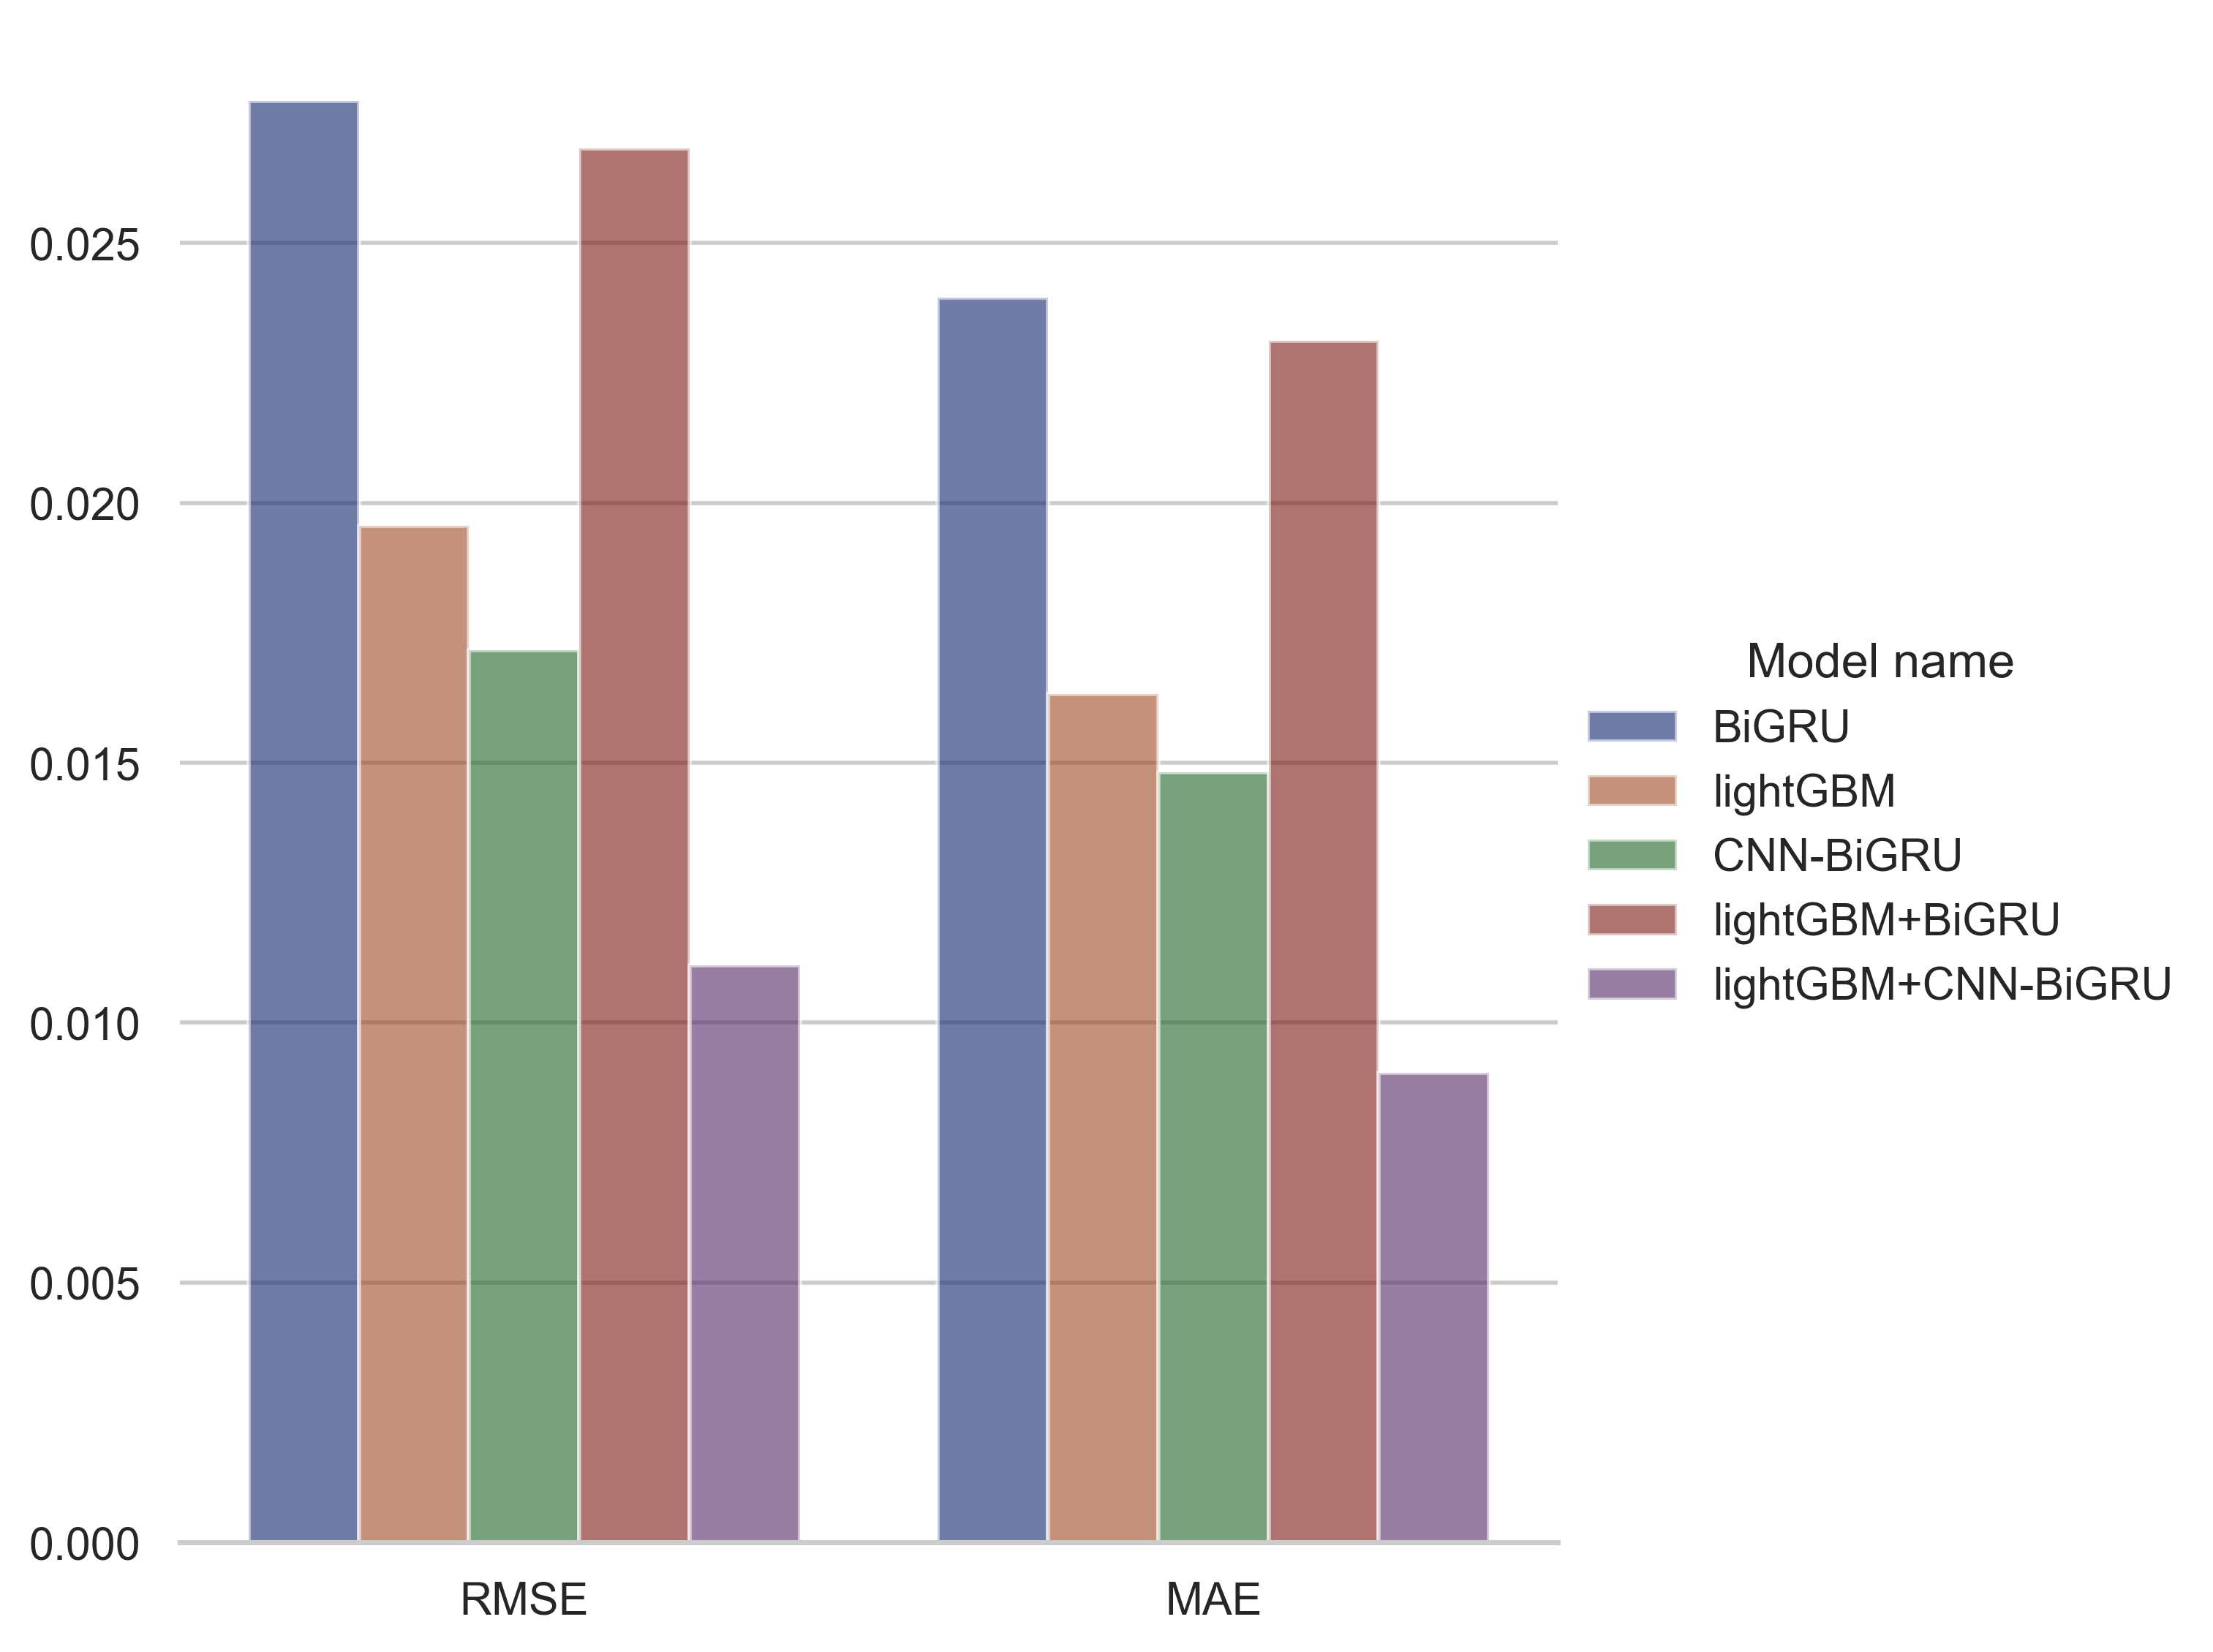 0.025
0.020
0.015
0.010
0.005
0.000
RMSE
MAE
Model name
BiGRU
lightGBM
CNN-BiGRU
lightGBM+BiGRU
lightGBM+CNN-BiGRU